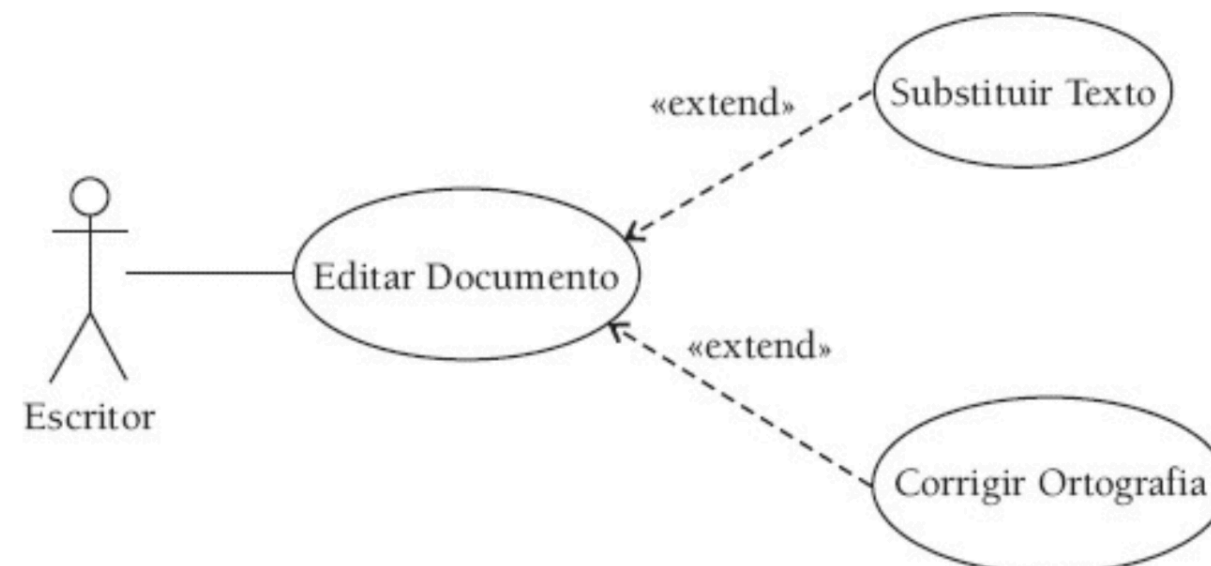 Substituir Texto
«extend»
Editar Documento
«extend»
Escritor
Corrigir Ortografia